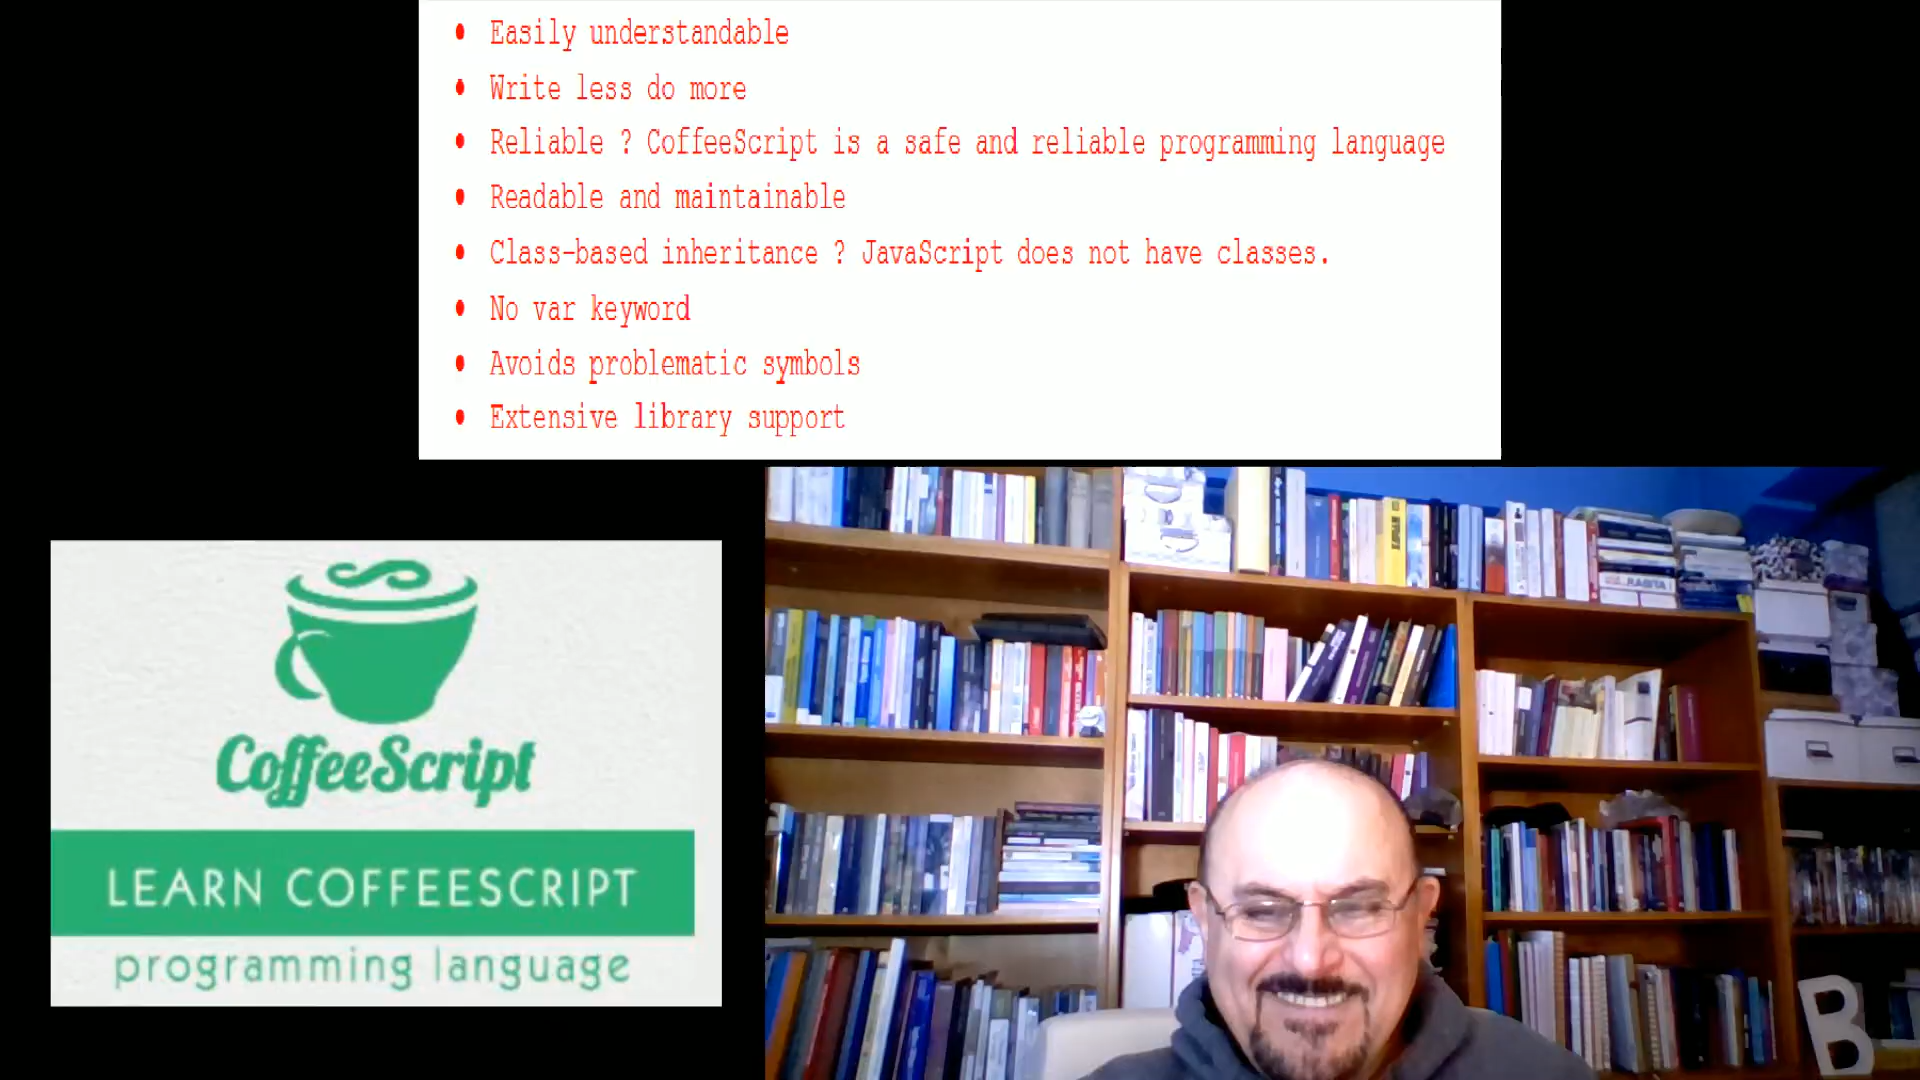 • Easily understandable
• Write less do more
• Reliable ? CoffeeScript is a safe and reliable programming language
• Readable and maintainable
• Class-based inheritance ? JavaScript does not have classes.
• No var keyword
• Avoids problematic symbols
• Extensive library support
CoffeeScript
LEARN COFFEESCRIPT
programming language
B